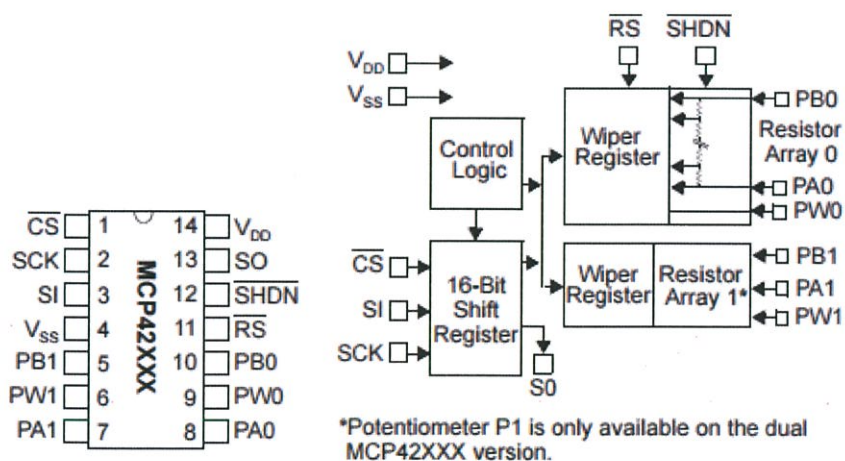 CS 1 14 VDD
SCK 2 13 SO
SI 3 12 SHDN
VSS 4 11 RS
PB1 5 10 PB0
PW1 6 9 PW0
PA1 7 8 PA0
MCP42XXX
RS SHDN
VDD
VSS
Control
Logic
Wiper
Register
PB0
Resistor
Array 0
PA0
PW0
CS
SI
SCK
16-Bit
Shift
Register
S0
Wiper
Register
Resistor
Array 1*
PB1
PA1
PW1
*Potentiometer P1 is only available on the dual
MCP42XXX version.